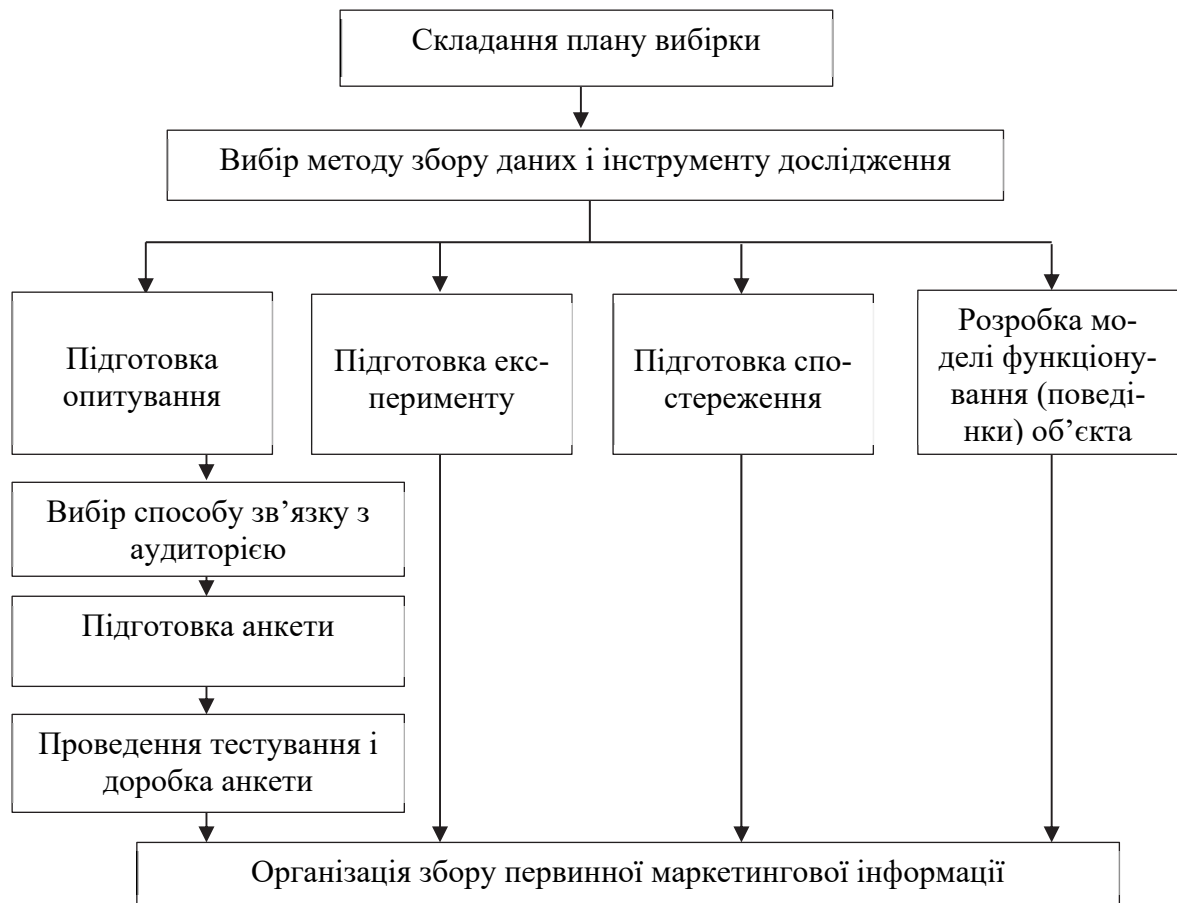 Складання плану вибірки
Вибір методу збору даних і інструменту дослідження
Підготовка
опитування
Підготовка екс-
перименту
Підготовка спо-
стереження
Розробка мо-
делі функціону-
вання (поведі-
нки) об’єкта
Вибір способу зв’язку з
аудиторією
Підготовка анкети
Проведення тестування і
доробка анкети
Організація збору первинної маркетингової інформації